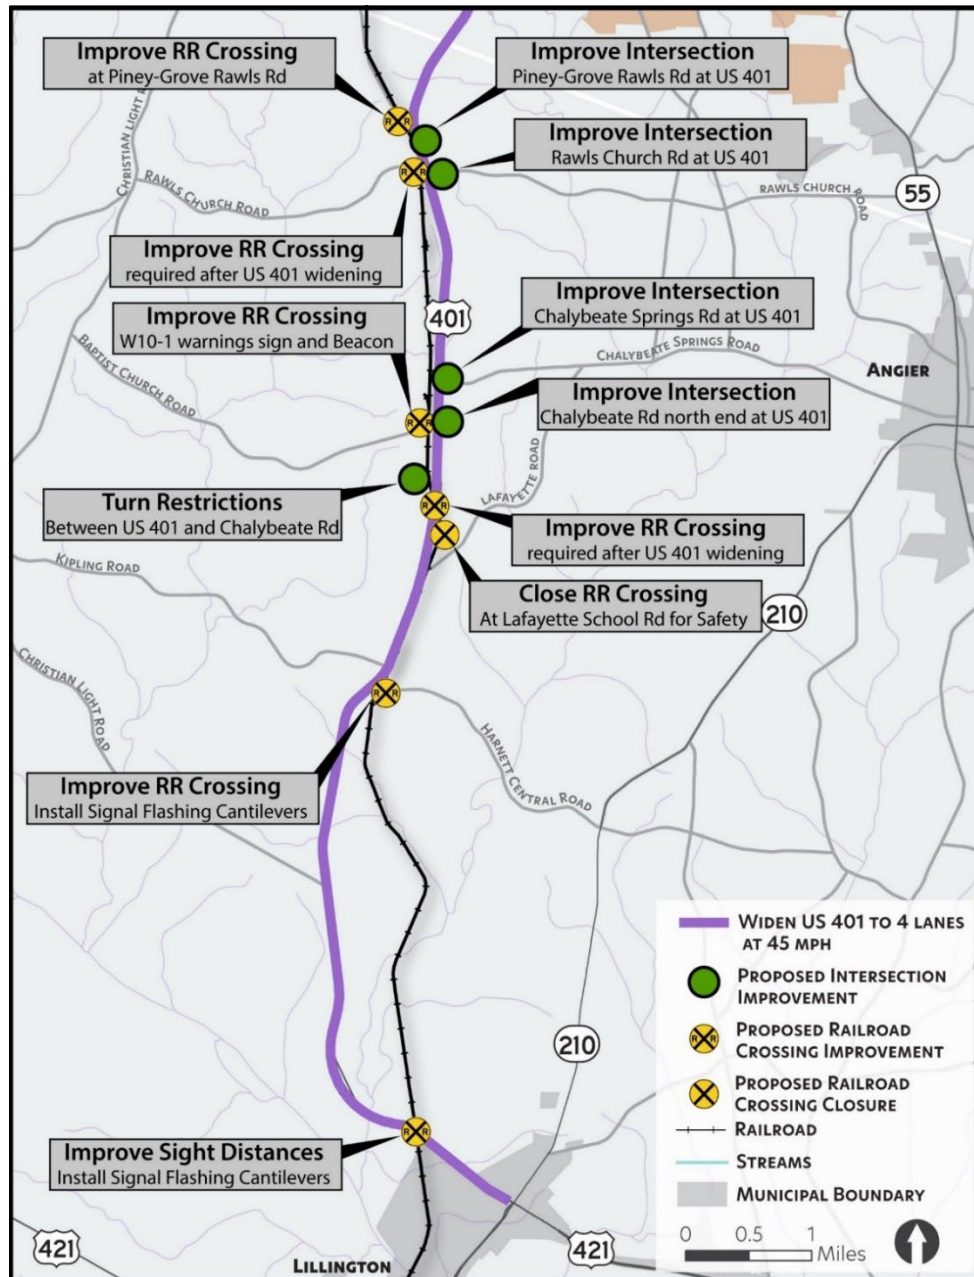 Improve RR Crossing
at Piney-Grove Rawls Rd
Improve Intersection
Piney-Grove Rawls Rd at US 401
Improve Intersection
Rawls Church Rd at US 401
CHRISTIAN LIGHT
RAWLS CHURCH ROAD
RAWLS CHURCH
ROAD
55
Improve RR Crossing
required after US 401 widening
Improve Intersection
Chalybeate Springs Rd at US 401
401
Improve RR Crossing
W10-1 warnings sign and Beacon
CHALYBEATE SPRINGS ROAD
ANGIER
BAPTIST CHURCH ROAD
Improve Intersection
Chalybeate Rd north end at US 401
LAFAYETTE ROAD
Turn Restrictions
Between US 401 and Chalybeate Rd
Improve RR Crossing
required after US 401 widening
KIPLING ROAD
Close RR Crossing
At Lafayette School Rd for Safety
210
CHRISTIAN LIGHT ROAD
HARNETT CENTRAL ROAD
Improve RR Crossing
Install Signal Flashing Cantilevers
WIDEN US 401 TO 4 LANES
AT 45 MPH
PROPOSED INTERSECTION
IMPROVEMENT
PROPOSED RAILROAD
CROSSING IMPROVEMENT
PROPOSED RAILROAD
CROSSING CLOSURE
RAILROAD
STREAMS
MUNICIPAL BOUNDARY
0 0.5 1
Miles
210
Improve Sight Distances
Install Signal Flashing Cantilevers
421
LILLINGTON
421